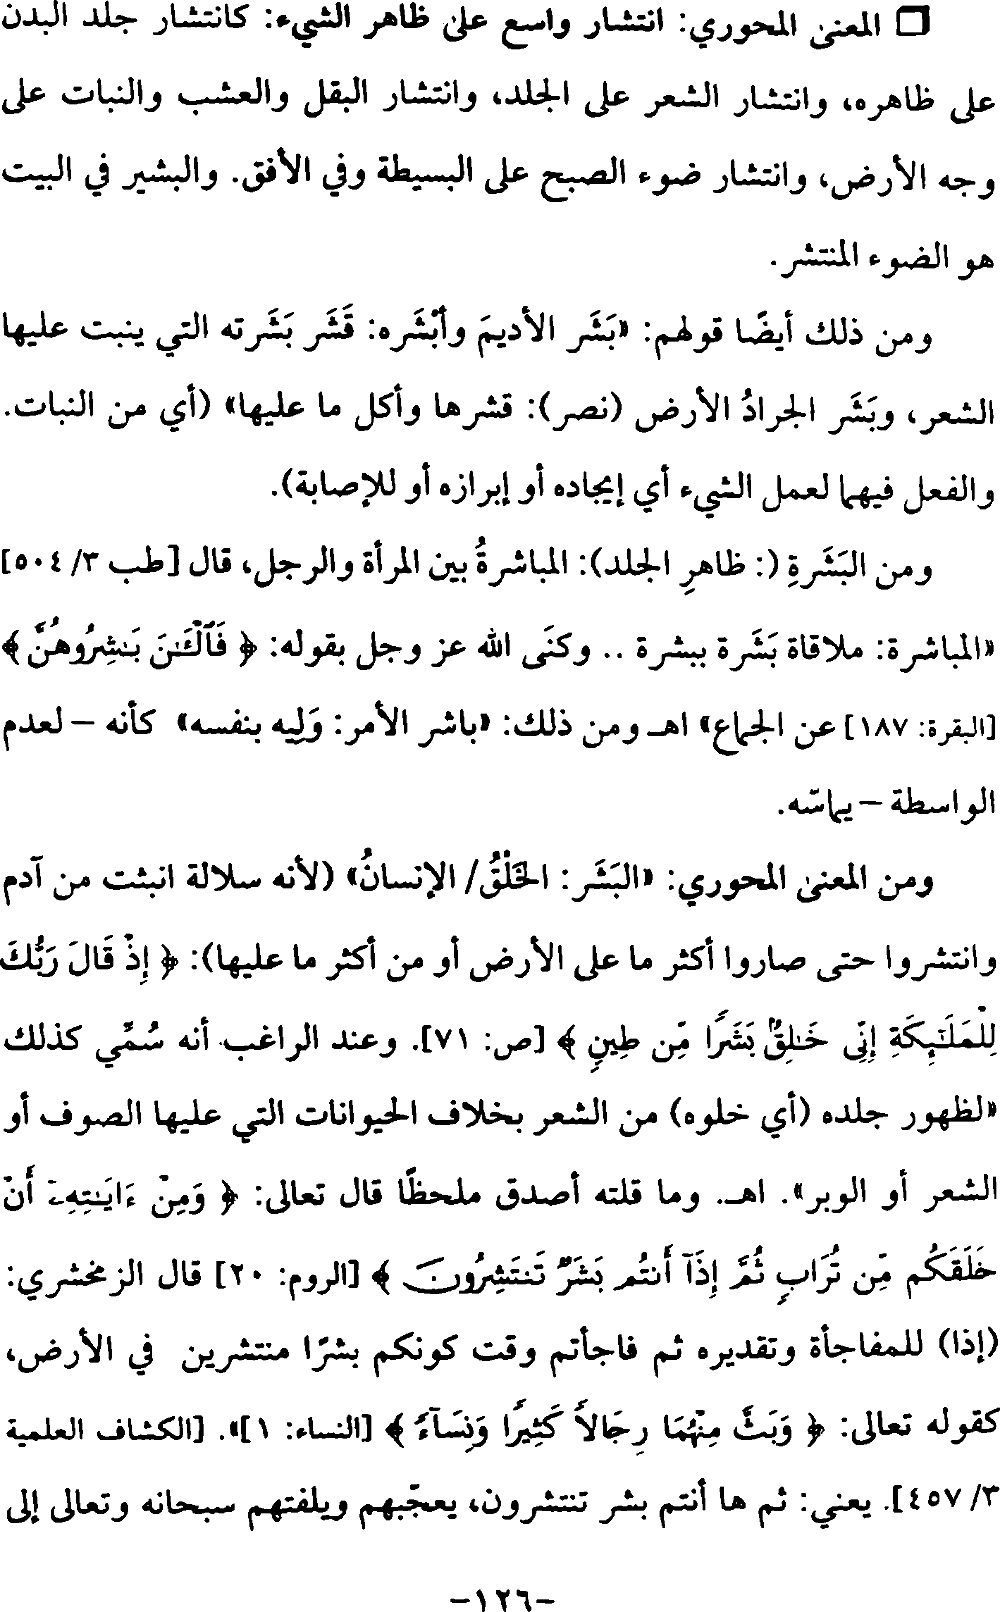 ❒ المعنى المحوري: انتشار واسع على ظاهر الشيء: كانتشار جلد البدن
على ظاهره، وانتشار الشعر على الجلد، وانتشار البقل والعشب والنبات على
وجه الأرض، وانتشار ضوء الصبح على البسيطة وفي الأفق. والبشير في البيت
هو الضوء المنتشر.
ومن ذلك أيضًا قولهم: «بَشَر الأديمَ وأَبْشَره: قَشَر بَشَرته التي ينبت عليها
الشعر، وبَشَر الجرادُ الأرض (نصر): قشرها وأكل ما عليها» (أي من النبات.
والفعل فيهما لعمل الشيء أي إيجاده أو إبرازه أو للإصابة).
ومن البَشَرةِ (: ظاهرِ الجلد): المباشرةُ بين المرأة والرجل، قال [طب ٣/ ٥٠٤]
«المباشرة: ملاقاة بَشَرة ببشرة .. وكنَى الله عز وجل بقوله: ﴿ فَٱلْـَٔـٰنَ بَـٰشِرُوهُنَّ ﴾
[البقرة: ١٨٧] عن الجماع» اهـ ومن ذلك: «باشر الأمر: وَلِيه بنفسه» كأنه – لعدم
الواسطة – يماسّه.
ومن المعنى المحوري: «البَشَر: الخَلْقُ/ الإنسانُ» (لأنه سلالة انبثت من آدم
وانتشروا حتى صاروا أكثر ما على الأرض أو من أكثر ما عليها): ﴿ إِذْ قَالَ رَبُّكَ
لِلْمَلَـٰٓئِكَةِ إِنِّى خَـٰلِقٌۢ بَشَرًا مِّن طِينٍ ﴾ [ص: ٧١]. وعند الراغب أنه سُمِّي كذلك
«لظهور جلده (أي خلوه) من الشعر بخلاف الحيوانات التي عليها الصوف أو
الشعر أو الوبر». اهـ. وما قلته أصدق ملحظًا قال تعالى: ﴿ وَمِنْ ءَايَـٰتِهِۦٓ أَنْ
خَلَقَكُم مِّن تُرَابٍ ثُمَّ إِذَآ أَنتُم بَشَرٌ تَنتَشِرُونَ ﴾ [الروم: ٢٠] قال الزمخشري:
(إذا) للمفاجأة وتقديره ثم فاجأتم وقت كونكم بشرًا منتشرين في الأرض،
كقوله تعالى: ﴿ وَبَثَّ مِنْهُمَا رِجَالاً كَثِيرًا وَنِسَآءً ﴾ [النساء: ١]». [الكشاف العلمية
٣/ ٤٥٧]. يعني: ثم ها أنتم بشر تنتشرون، يعجّبهم ويلفتهم سبحانه وتعالى إلى
-١٢٦-